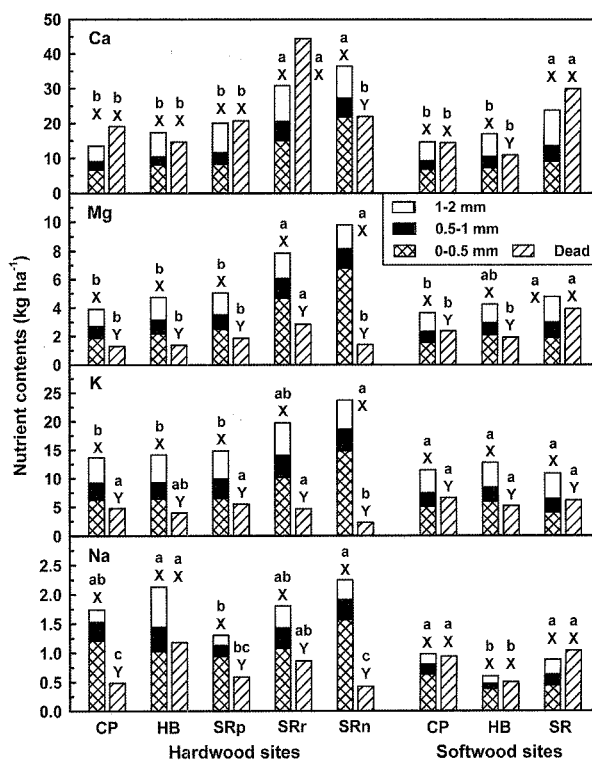 Nutrient contents (kg ha⁻¹)
Ca
50
40
30
20
10
0
b b b b b b a a a b b b b b a a
X X X X X X X X X Y X X X Y X X
Mg
10
8
6
4
2
0
1-2 mm
0.5-1 mm
0-0.5 mm Dead
b b b b b b a a a b b b ab b a a
X Y X Y X Y X Y X Y X Y X Y X X
K
25
20
15
10
5
0
b a b ab b a ab a a b a a a a a a
X Y X Y X Y X Y X Y X Y X Y X Y
Na
2.5
2.0
1.5
1.0
0.5
0.0
ab c a a b bc ab ab a c a a b b a a
X Y X X X Y X Y X Y X X X X X X
CP HB SRp SRr SRn CP HB SR
Hardwood sites Softwood sites